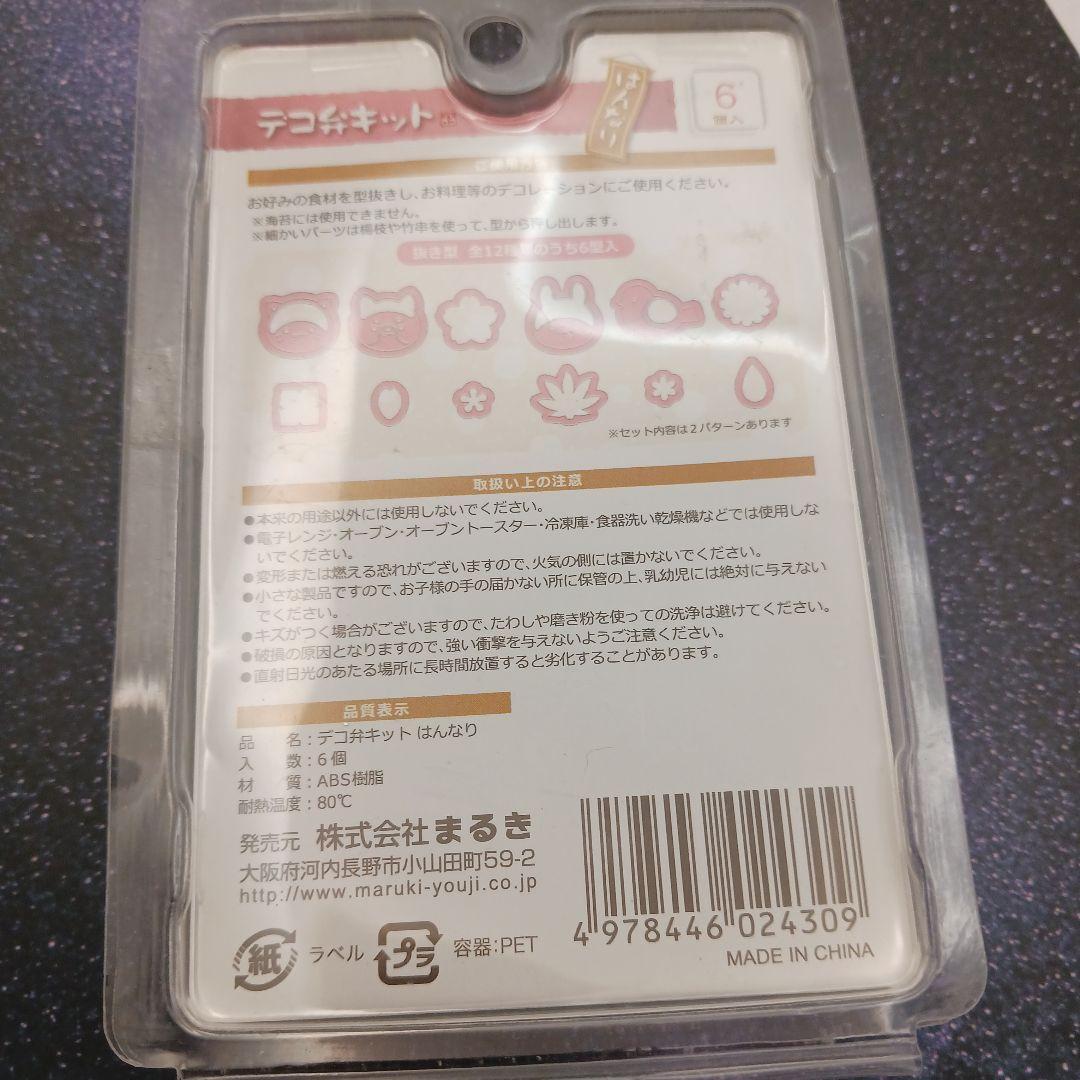 デコ弁キット
はんなり
6
個入
ご使用方法
お好みの食材を型抜きし、お料理等のデコレーションにご使用ください。
※海苔には使用できません。
※細かいパーツは楊枝や竹串を使って、型から押し出します。
抜き型 全12種類のうち6型入
※セット内容は2パターンあります
取扱い上の注意
●本来の用途以外には使用しないでください。
●電子レンジ・オーブン・オーブントースター・冷凍庫・食器洗い乾燥機などでは使用しな
いでください。
●変形または燃える恐れがございますので、火気の側には置かないでください。
●小さな製品ですので、お子様の手の届かない所に保管の上、乳幼児には絶対に与えない
でください。
●キズがつく場合がございますので、たわしや磨き粉を使っての洗浄は避けてください。
●破損の原因となりますので、強い衝撃を与えないようご注意ください。
●直射日光のあたる場所に長時間放置すると劣化することがあります。
品質表示
品 名:デコ弁キット はんなり
入 数:6個
材 質:ABS樹脂
耐熱温度:80℃
発売元 株式会社まるき
大阪府河内長野市小山田町59-2
http://www.maruki-youji.co.jp
紙 ラベル プラ 容器:PET
4 978446 024309
MADE IN CHINA